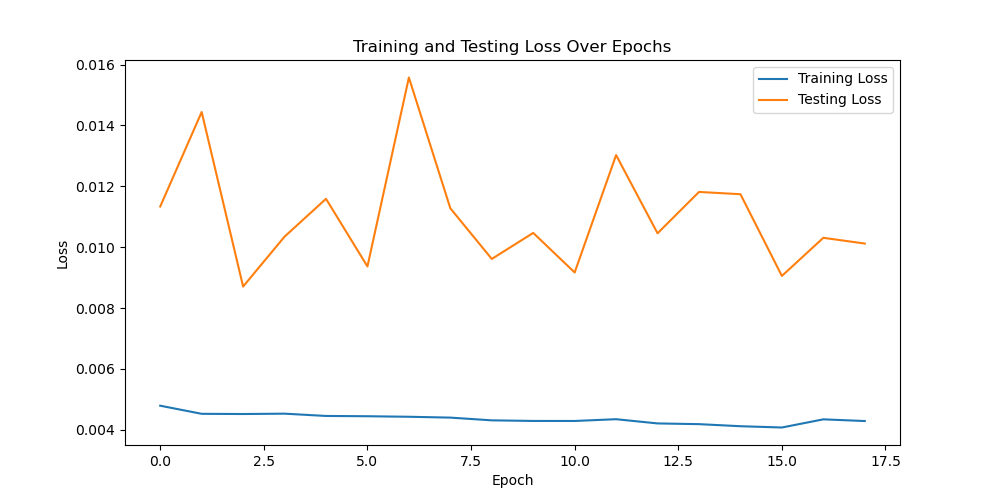 Training and Testing Loss Over Epochs
Training Loss
Testing Loss
0.016
0.014
0.012
0.010
0.008
0.006
0.004
Loss
0.0 2.5 5.0 7.5 10.0 12.5 15.0 17.5
Epoch